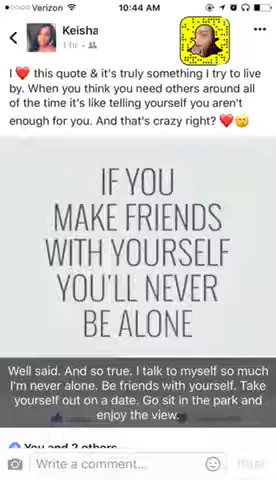 Verizon 10:44 AM
Keisha
1 hr
I ❤️ this quote & it's truly something I try to live
by. When you think you need others around all
of the time it's like telling yourself you aren't
enough for you. And that's crazy right? ❤️🤫
IF YOU
MAKE FRIENDS
WITH YOURSELF
YOU'LL NEVER
BE ALONE
Well said. And so true. I talk to myself so much
I'm never alone. Be friends with yourself. Take
yourself out on a date. Go sit in the park and
enjoy the view.
You and 2 others
Write a comment...
Post